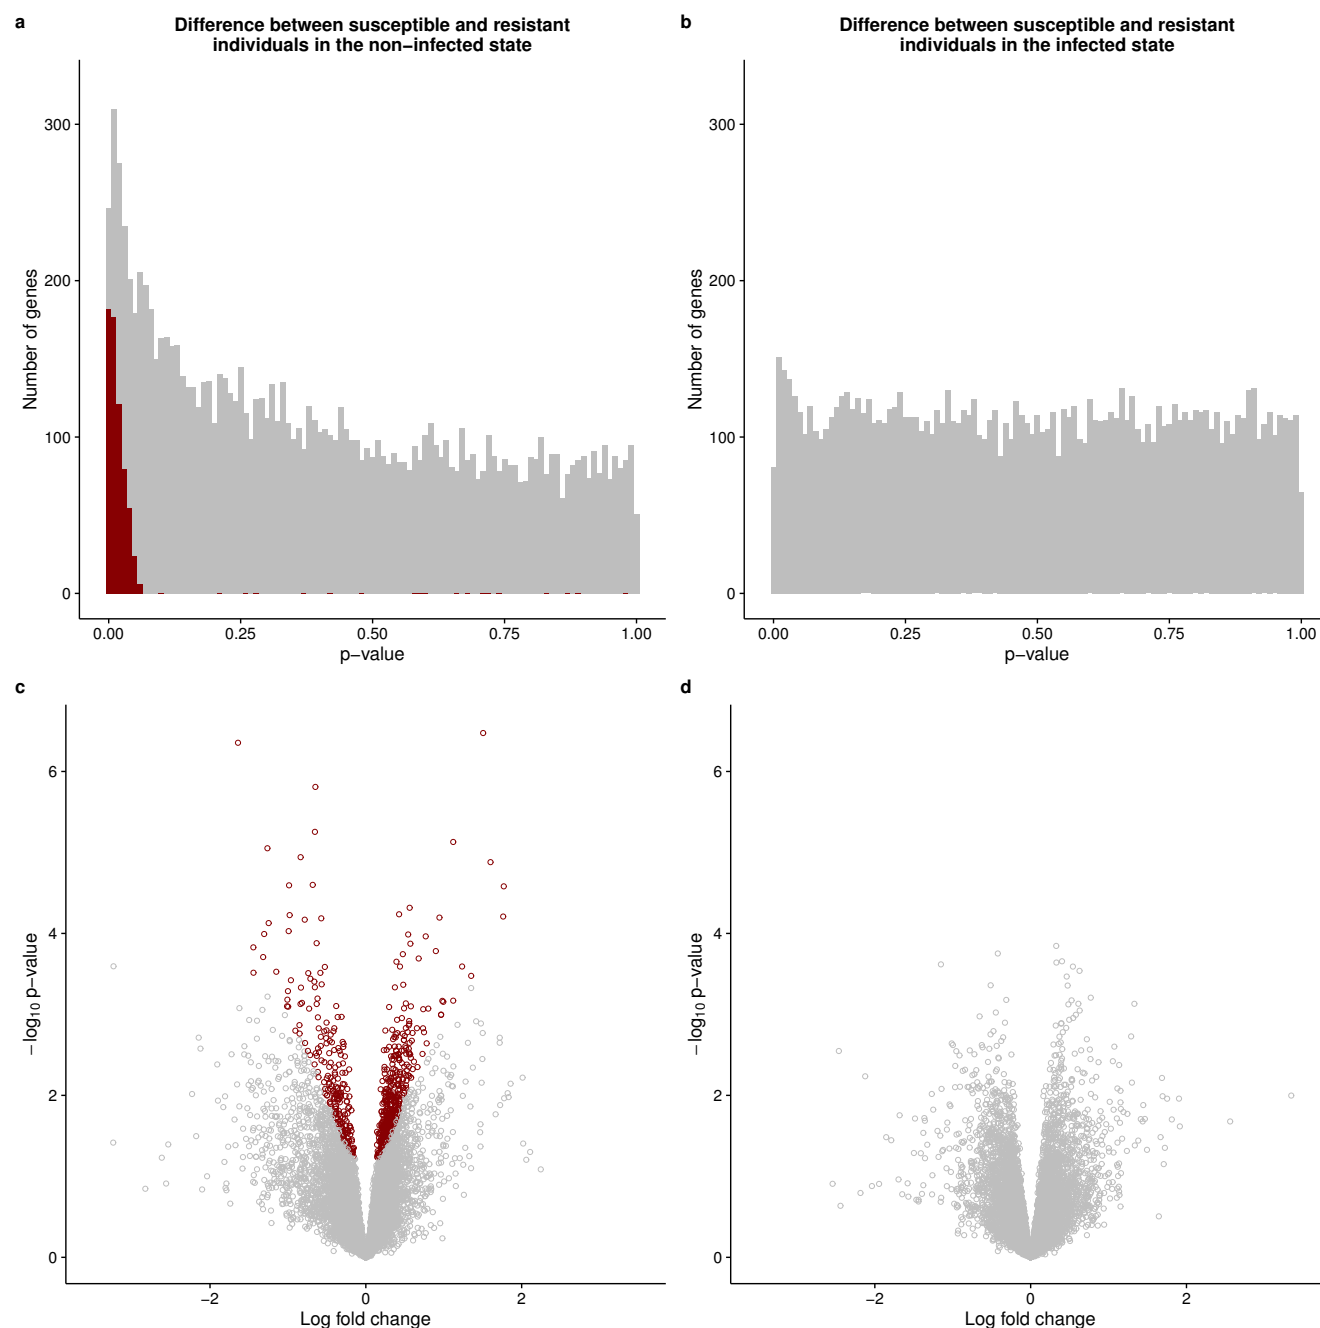 a
Difference between susceptible and resistant
individuals in the non−infected state
Number of genes
300
200
100
0
0.00 0.25 0.50 0.75 1.00
p−value
b
Difference between susceptible and resistant
individuals in the infected state
Number of genes
300
200
100
0
0.00 0.25 0.50 0.75 1.00
p−value
c
−log10 p−value
6
4
2
0
−2 0 2
Log fold change
d
−log10 p−value
6
4
2
0
−2 0 2
Log fold change